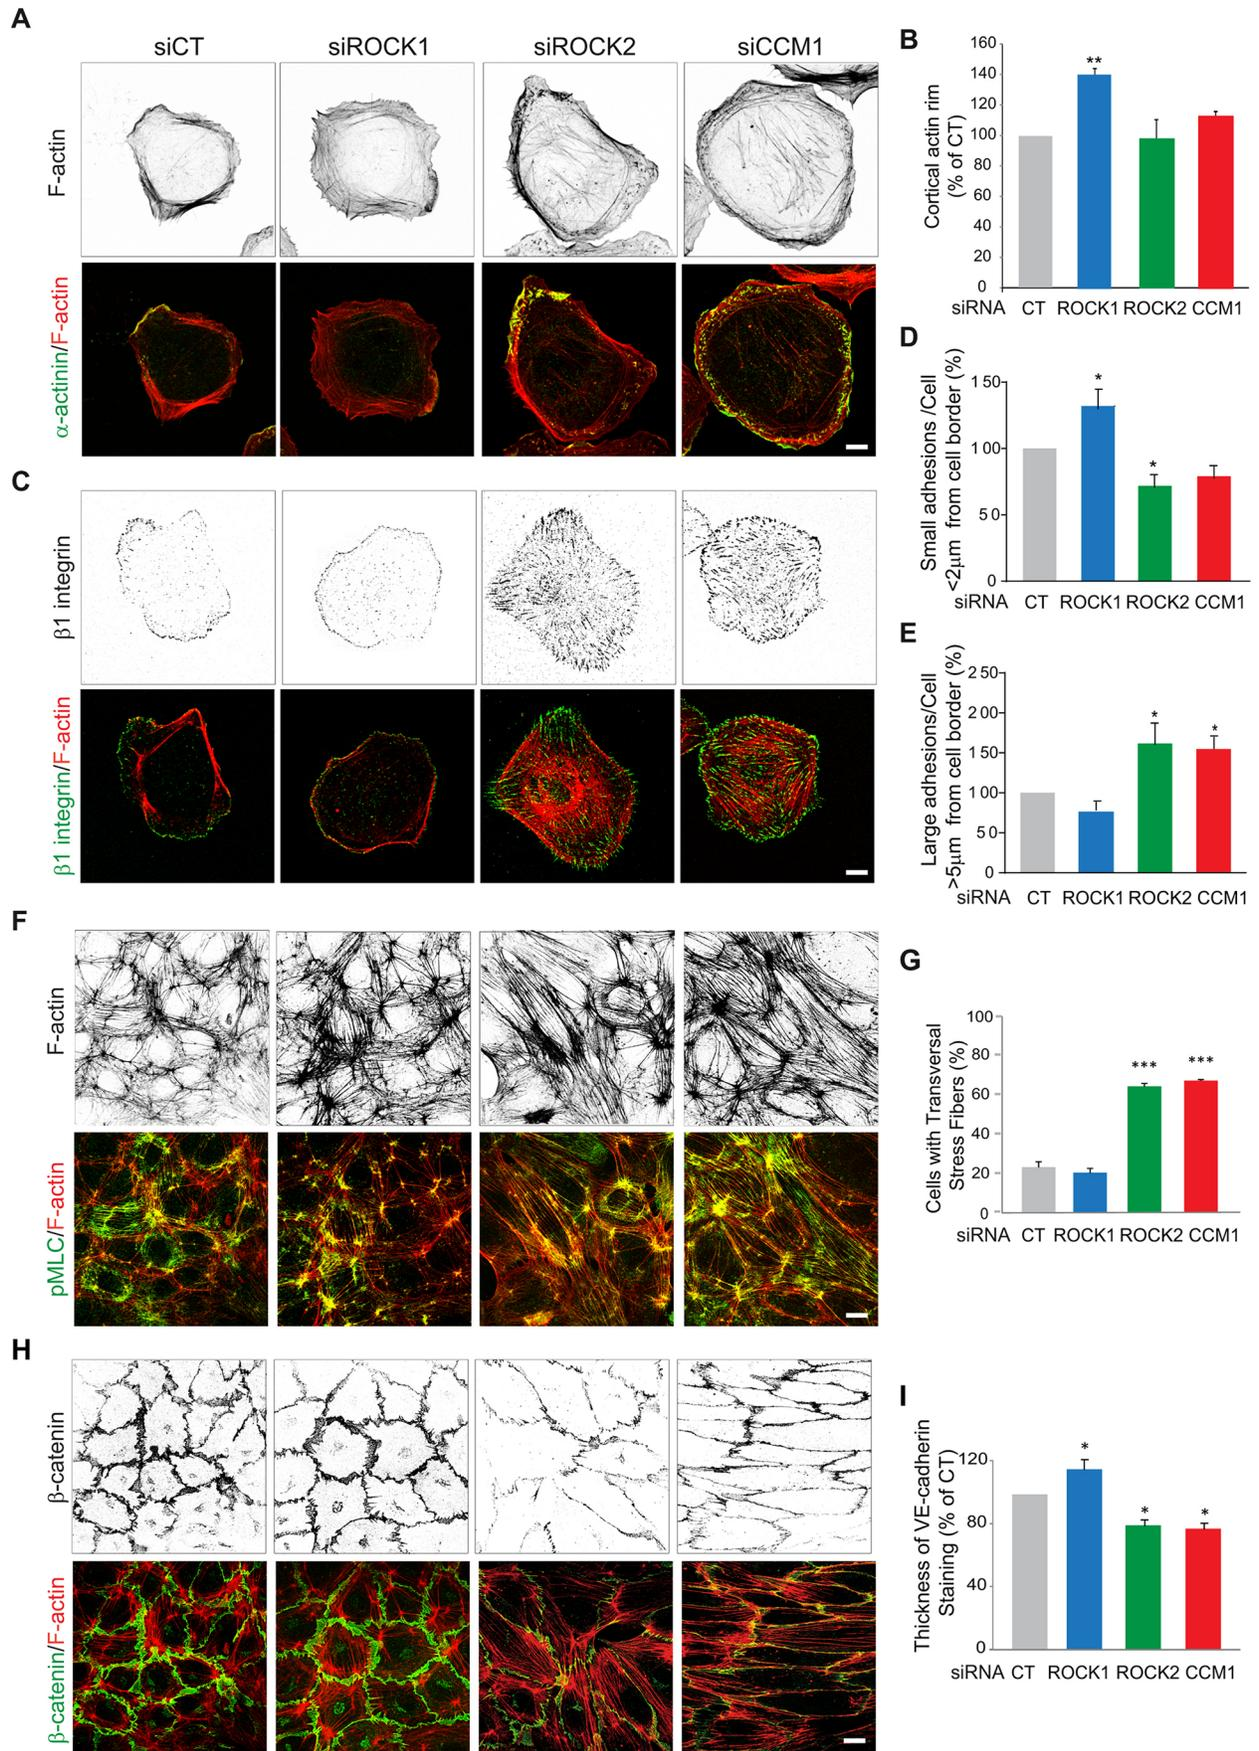 A
siCT siROCK1 siROCK2 siCCM1
F-actin
α-actinin/F-actin
B
Cortical actin rim
(% of CT)
160
140
120
100
80
60
40
20
0
**
siRNA CT ROCK1 ROCK2 CCM1
C
β1 integrin
β1 integrin/F-actin
D
Small adhesions /Cell
<2μm from cell border (%)
150
100
50
0
*
*
siRNA CT ROCK1 ROCK2 CCM1
E
Large adhesions/Cell
>5μm from cell border (%)
250
200
150
100
50
0
*
*
siRNA CT ROCK1 ROCK2 CCM1
F
F-actin
pMLC/F-actin
G
Cells with Transversal
Stress Fibers (%)
100
80
60
40
20
0
*** ***
siRNA CT ROCK1 ROCK2 CCM1
H
β-catenin
β-catenin/F-actin
I
Thickness of VE-cadherin
Staining (% of CT)
120
80
40
0
*
* *
siRNA CT ROCK1 ROCK2 CCM1